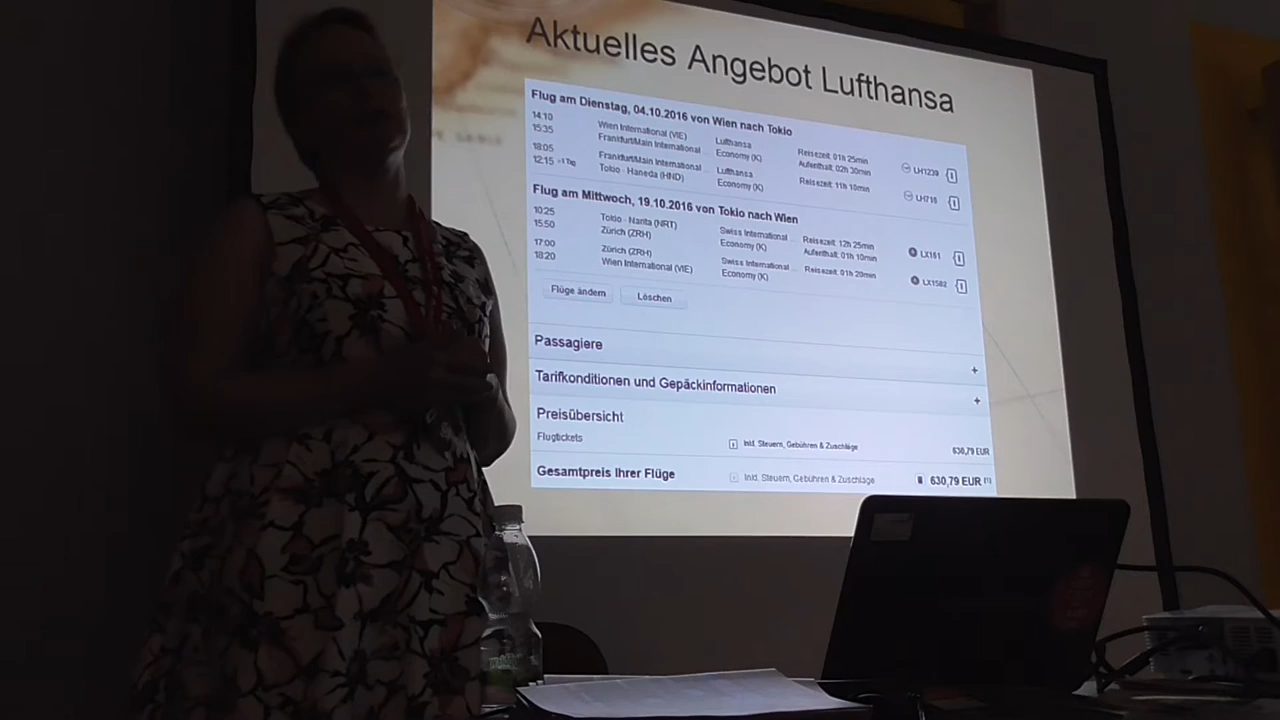 Aktuelles Angebot Lufthansa
Flug am Dienstag, 04.10.2016 von Wien nach Tokio
14:10 Wien International (VIE) Lufthansa Reisezeit: 01h 25min LH1239
15:35 Frankfurt/Main International Economy (K) Aufenthalt: 02h 30min
18:05 Frankfurt/Main International Lufthansa Reisezeit: 11h 10min LH716
12:15 +1 Tag Tokio - Haneda (HND) Economy (K)
Flug am Mittwoch, 19.10.2016 von Tokio nach Wien
10:25 Tokio - Narita (NRT) Swiss International ... Reisezeit: 12h 25min LX161
15:50 Zürich (ZRH) Economy (K) Aufenthalt: 01h 10min
17:00 Zürich (ZRH) Swiss International ... Reisezeit: 01h 20min LX1582
18:20 Wien International (VIE) Economy (K)
Flüge ändern Löschen
Passagiere +
Tarifkonditionen und Gepäckinformationen +
Preisübersicht
Flugtickets Inkl. Steuern, Gebühren & Zuschläge 630,79 EUR
Gesamtpreis Ihrer Flüge Inkl. Steuern, Gebühren & Zuschläge 630,79 EUR (1)